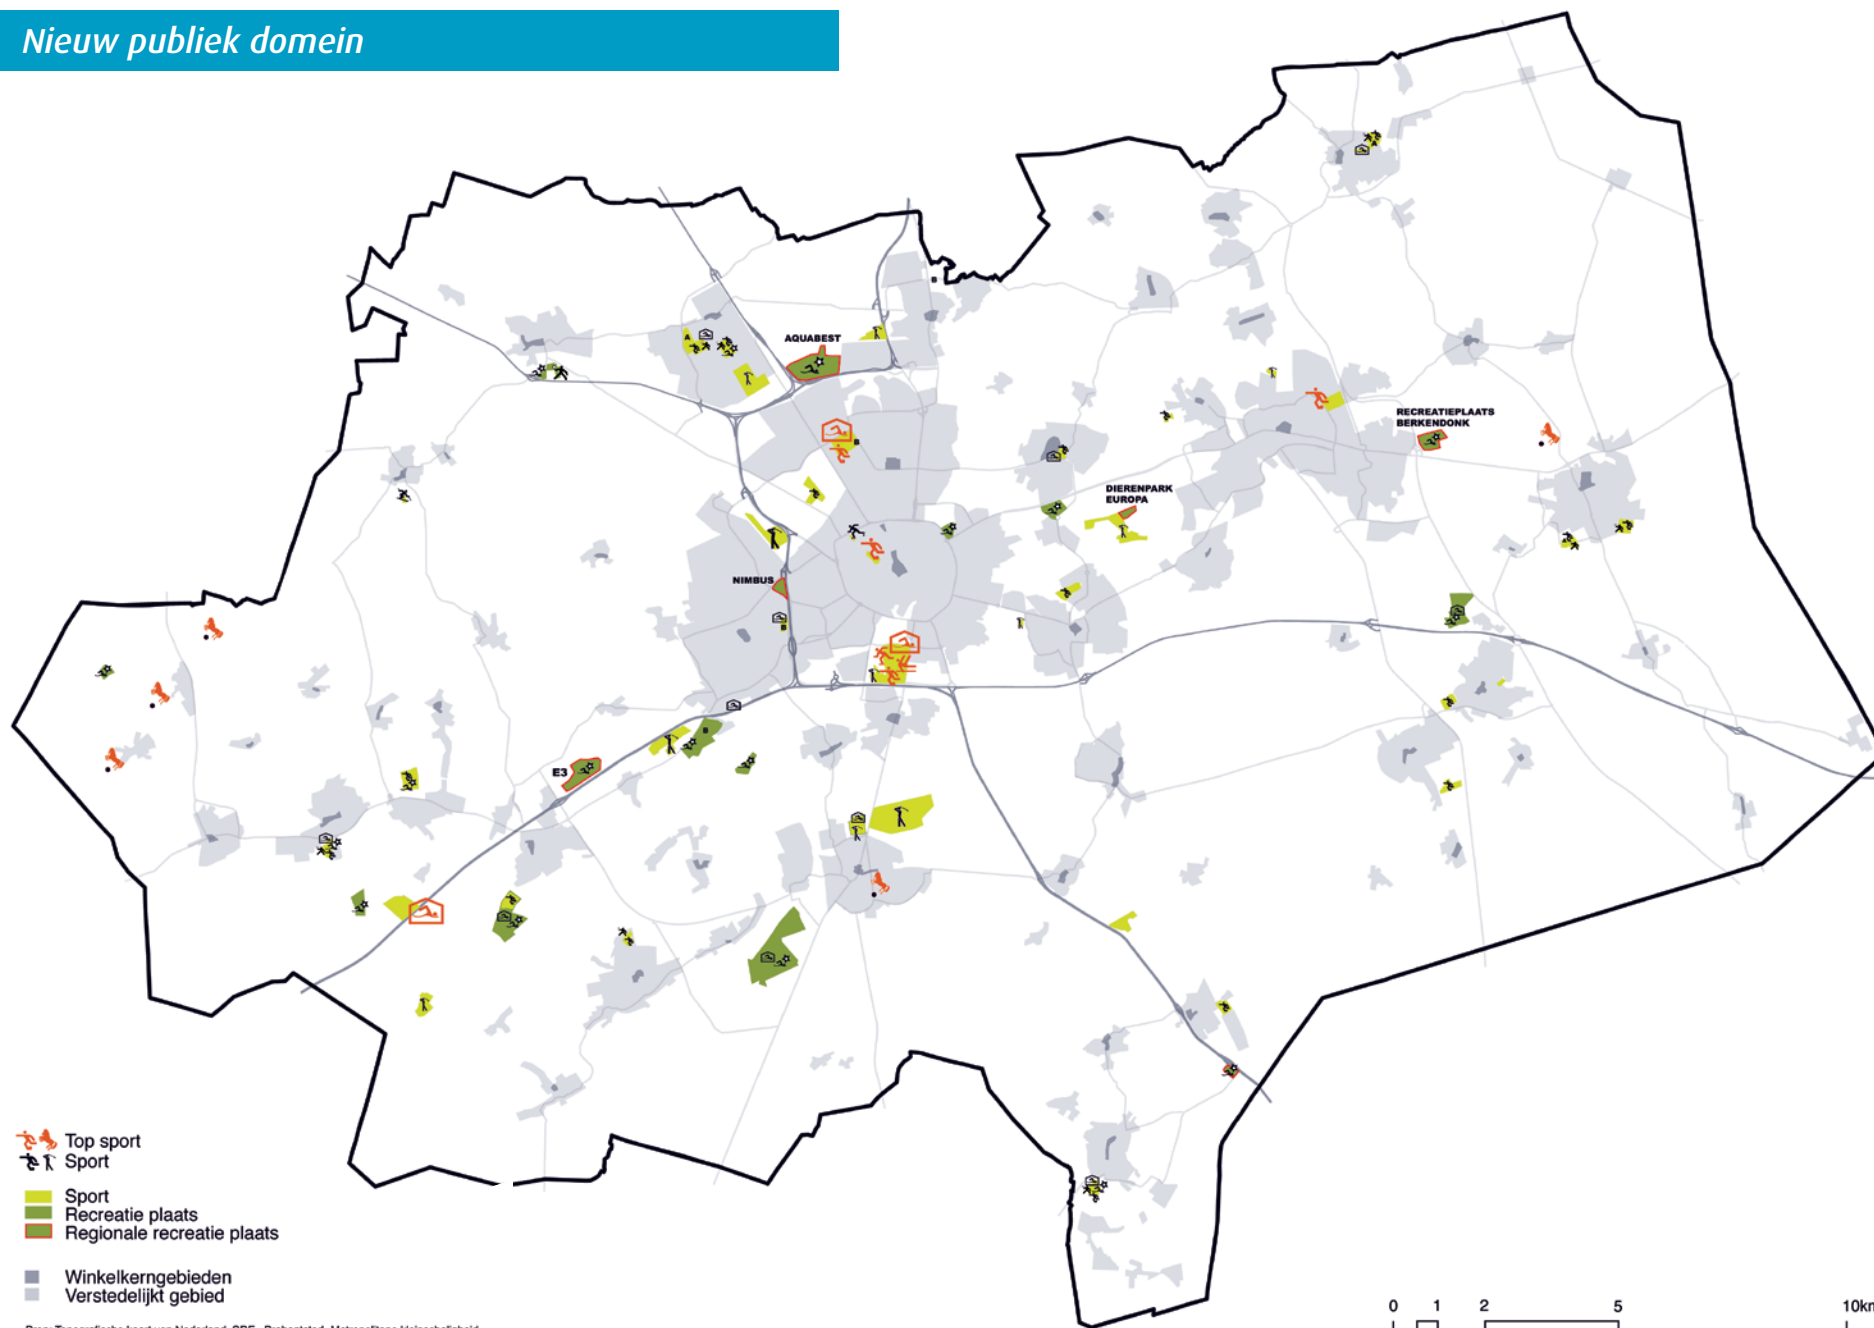 Nieuw publiek domein
AQUABEST
RECREATIEPLAATS
BERKENDONK
DIERENPARK
EUROPA
NIMBUS
E3
Top sport
Sport
Sport
Recreatie plaats
Regionale recreatie plaats
Winkelkerngebieden
Verstedelijkt gebied
0 1 2 5 10km